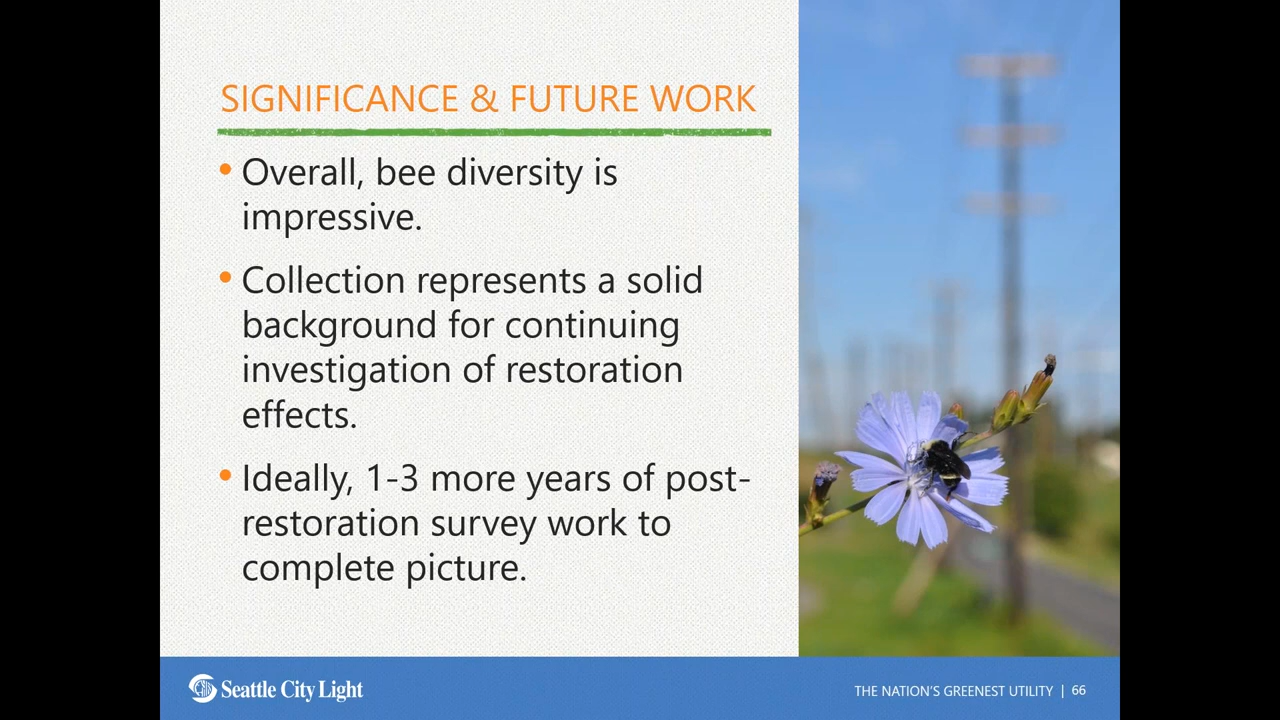 SIGNIFICANCE & FUTURE WORK
• Overall, bee diversity is
impressive.
• Collection represents a solid
background for continuing
investigation of restoration
effects.
• Ideally, 1-3 more years of post-
restoration survey work to
complete picture.
Seattle City Light
THE NATION'S GREENEST UTILITY | 66